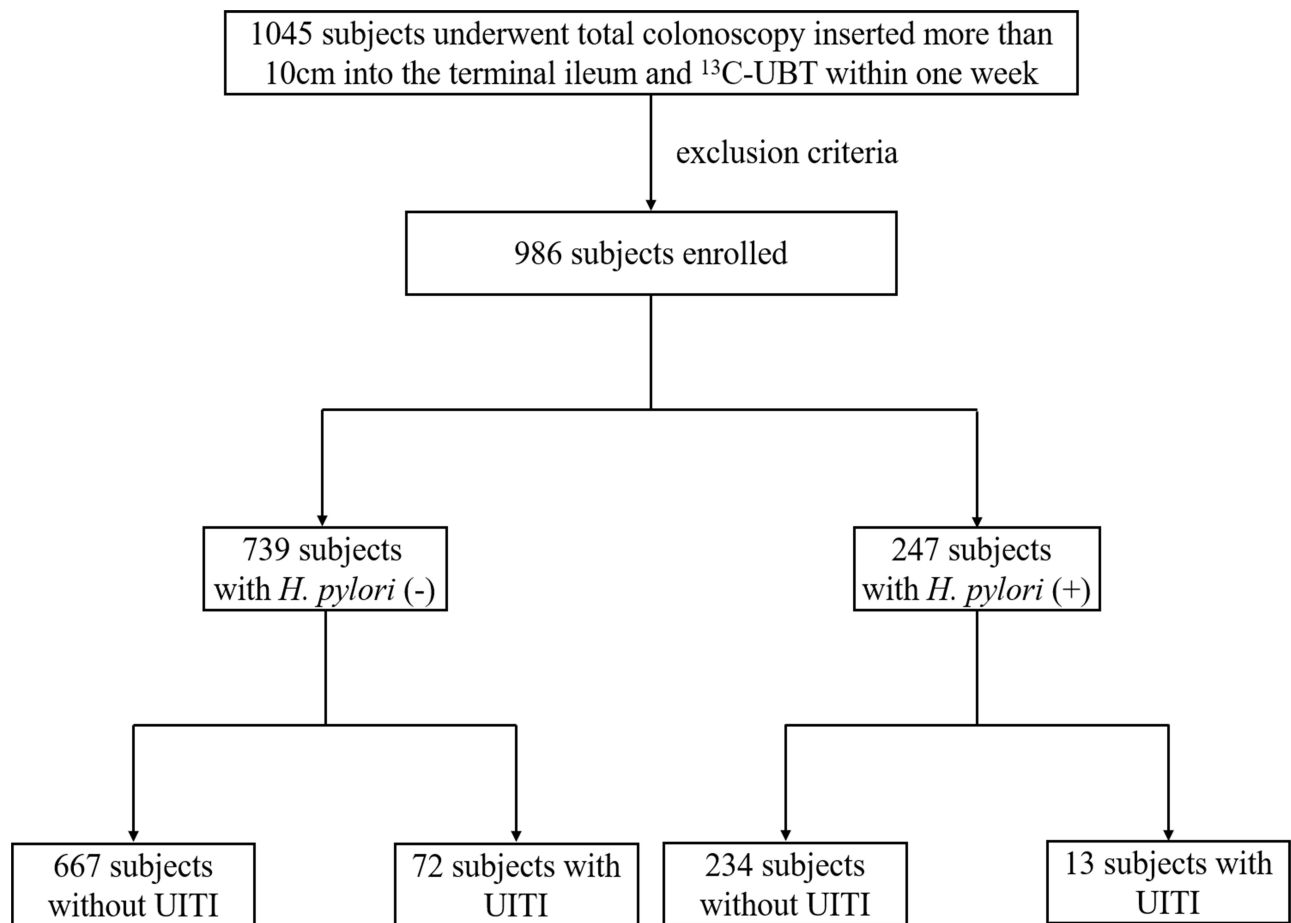 1045 subjects underwent total colonoscopy inserted more than
10cm into the terminal ileum and ¹³C-UBT within one week
exclusion criteria
986 subjects enrolled
739 subjects
with H. pylori (-)
247 subjects
with H. pylori (+)
667 subjects
without UITI
72 subjects with
UITI
234 subjects
without UITI
13 subjects with
UITI